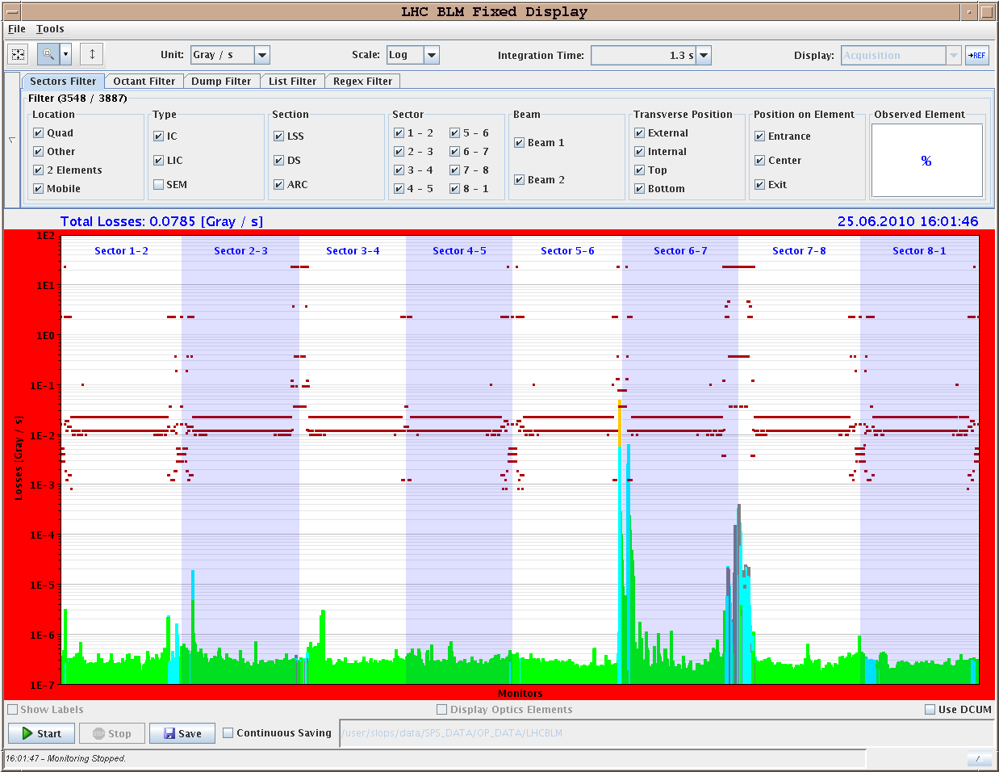 LHC BLM Fixed Display
File Tools
Unit: Gray / s Scale: Log Integration Time: 1.3 s Display: Acquisition →REF
Sectors Filter Octant Filter Dump Filter List Filter Regex Filter
Filter (3548 / 3887)
Location Type Section Sector Beam Transverse Position Position on Element Observed Element
Quad IC LSS 1 - 2 5 - 6 Beam 1 External Entrance %
Other LIC DS 2 - 3 6 - 7 Beam 2 Internal Center
2 Elements SEM ARC 3 - 4 7 - 8 Top Exit
Mobile 4 - 5 8 - 1 Bottom
Total Losses: 0.0785 [Gray / s] 25.06.2010 16:01:46
Sector 1-2 Sector 2-3 Sector 3-4 Sector 4-5 Sector 5-6 Sector 6-7 Sector 7-8 Sector 8-1
1E2
1E1
1E0
1E-1
1E-2
1E-3
1E-4
1E-5
1E-6
1E-7
Losses [Gray / s]
Monitors
Show Labels Display Optics Elements Use DCUM
Start STOP Stop Save Continuous Saving /user/slops/data/SPS_DATA/OP_DATA/LHCBLM
16:01:47 - Monitoring Stopped.